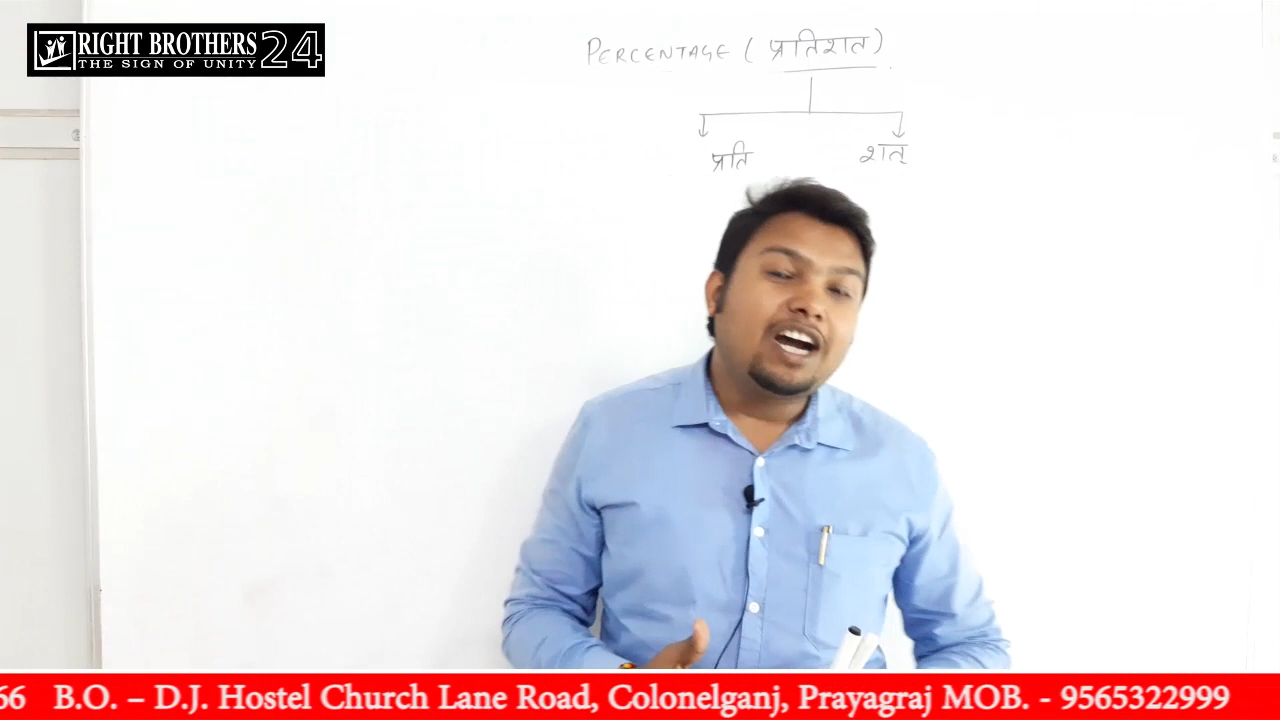 RIGHT BROTHERS 24
THE SIGN OF UNITY
PERCENTAGE ( प्रतिशत )
प्रति शत्
66 B.O. – D.J. Hostel Church Lane Road, Colonelganj, Prayagraj MOB. - 9565322999